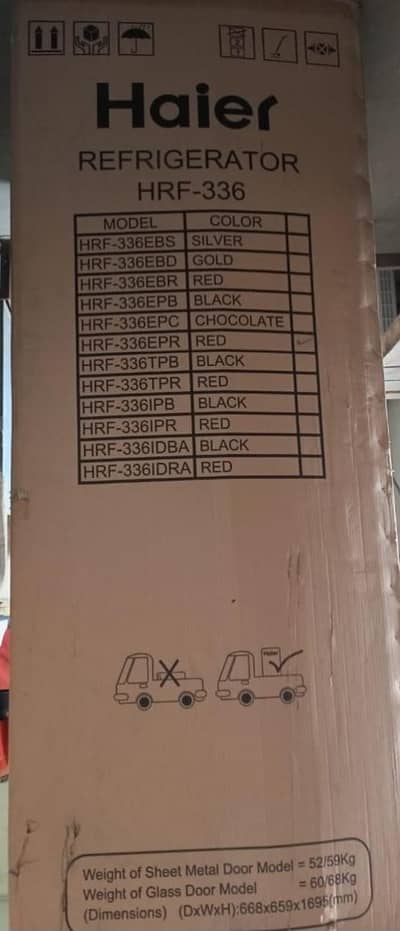 Haier
REFRIGERATOR
HRF-336
MODEL COLOR
HRF-336EBS SILVER
HRF-336EBD GOLD
HRF-336EBR RED
HRF-336EPB BLACK
HRF-336EPC CHOCOLATE
HRF-336EPR RED
HRF-336TPB BLACK
HRF-336TPR RED
HRF-336IPB BLACK
HRF-336IPR RED
HRF-336IDBA BLACK
HRF-336IDRA RED
Haier
Weight of Sheet Metal Door Model = 52/59Kg
Weight of Glass Door Model = 60/68Kg
(Dimensions) (DxWxH):668x659x1695(mm)